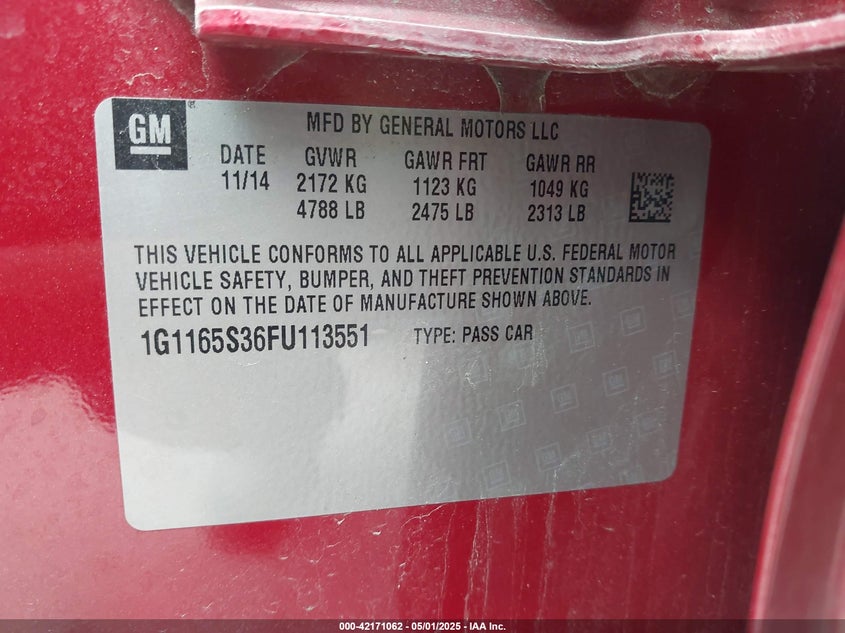 GM
MFD BY GENERAL MOTORS LLC
DATE GVWR GAWR FRT GAWR RR
11/14 2172 KG 1123 KG 1049 KG
4788 LB 2475 LB 2313 LB
THIS VEHICLE CONFORMS TO ALL APPLICABLE U.S. FEDERAL MOTOR
VEHICLE SAFETY, BUMPER, AND THEFT PREVENTION STANDARDS IN
EFFECT ON THE DATE OF MANUFACTURE SHOWN ABOVE.
1G1165S36FU113551 TYPE: PASS CAR
000-42171062 - 05/01/2025 - IAA Inc.